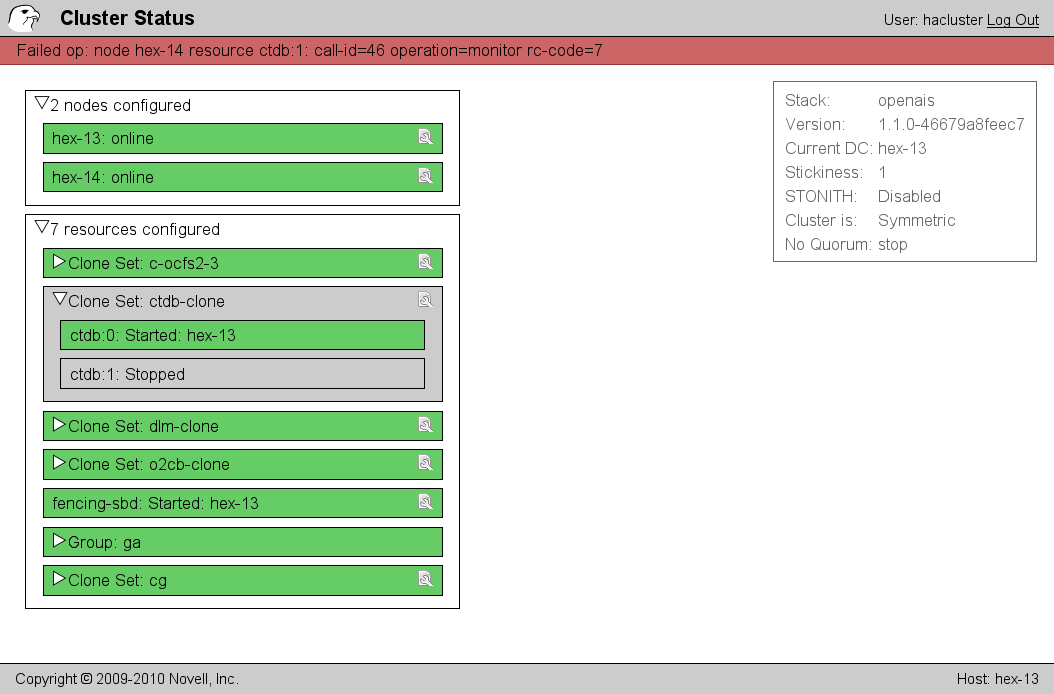 Cluster Status
User: hacluster Log Out
Failed op: node hex-14 resource ctdb:1: call-id=46 operation=monitor rc-code=7
2 nodes configured
hex-13: online
hex-14: online
7 resources configured
Clone Set: c-ocfs2-3
Clone Set: ctdb-clone
ctdb:0: Started: hex-13
ctdb:1: Stopped
Clone Set: dlm-clone
Clone Set: o2cb-clone
fencing-sbd: Started: hex-13
Group: ga
Clone Set: cg
Stack: openais
Version: 1.1.0-46679a8feec7
Current DC: hex-13
Stickiness: 1
STONITH: Disabled
Cluster is: Symmetric
No Quorum: stop
Copyright © 2009-2010 Novell, Inc.
Host: hex-13